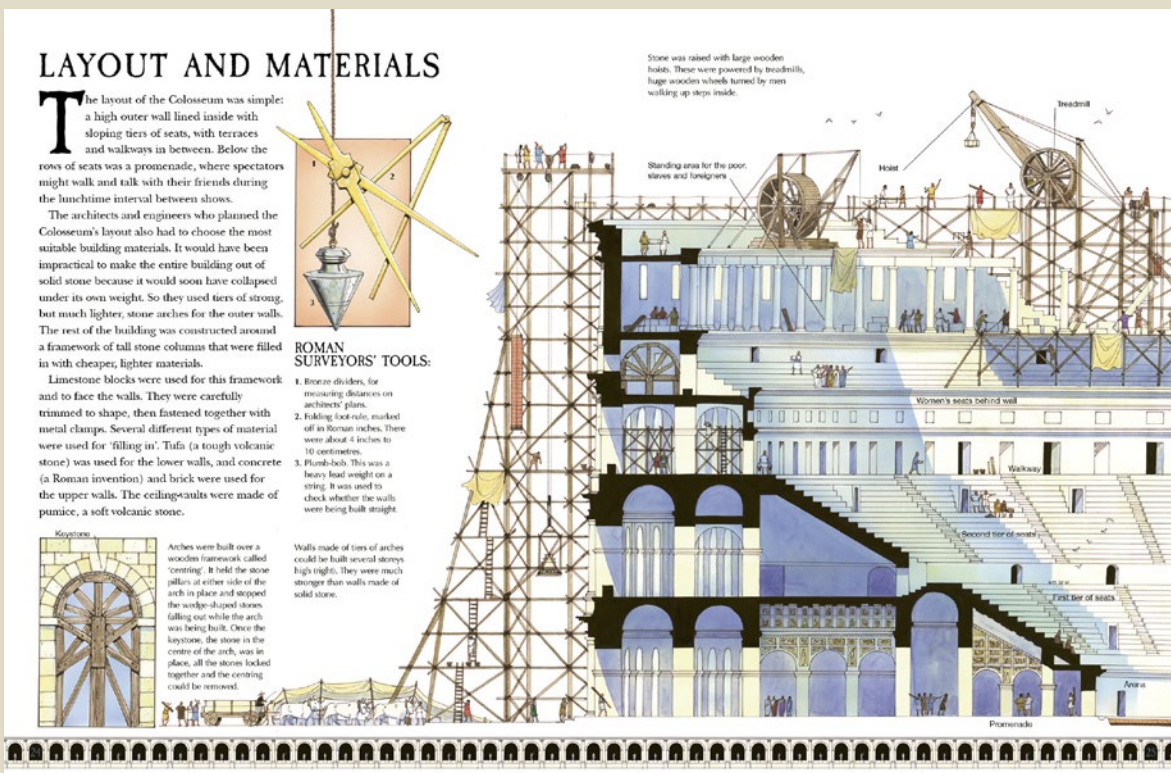 LAYOUT AND MATERIALS
The layout of the Colosseum was simple:
a high outer wall lined inside with
sloping tiers of seats, with terraces
and walkways in between. Below the
rows of seats was a promenade, where spectators
might walk and talk with their friends during
the lunchtime interval between shows.
The architects and engineers who planned the
Colosseum's layout also had to choose the most
suitable building materials. It would have been
impractical to make the entire building out of
solid stone because it would soon have collapsed
under its own weight. So they used tiers of strong,
but much lighter, stone arches for the outer walls.
The rest of the building was constructed around
a framework of tall stone columns that were filled
in with cheaper, lighter materials.
Limestone blocks were used for this framework
and to face the walls. They were carefully
trimmed to shape, then fastened together with
metal clamps. Several different types of material
were used for 'filling in'. Tufa (a tough volcanic
stone) was used for the lower walls, and concrete
(a Roman invention) and brick were used for
the upper walls. The ceiling-vaults were made of
pumice, a soft volcanic stone.
1
2
3
ROMAN
SURVEYORS' TOOLS:
1. Bronze dividers, for
measuring distances on
architects' plans.
2. Folding foot-rule, marked
off in Roman inches. There
were about 4 inches to
10 centimetres.
3. Plumb-bob. This was a
heavy lead weight on a
string. It was used to
check whether the walls
were being built straight.
Keystone
Arches were built over a
wooden framework called
'centring'. It held the stone
pillars at either side of the
arch in place and stopped
the wedge-shaped stones
falling out while the arch
was being built. Once the
keystone, the stone in the
centre of the arch, was in
place, all the stones locked
together and the centring
could be removed.
Walls made of tiers of arches
could be built several storeys
high (right). They were much
stronger than walls made of
solid stone.
Stone was raised with large wooden
hoists. These were powered by treadmills,
huge wooden wheels turned by men
walking up steps inside.
Treadmill
Hoist
Standing area for the poor,
slaves and foreigners
Women's seats behind wall
Walkway
Second tier of seats
First tier of seats
Arena
Promenade